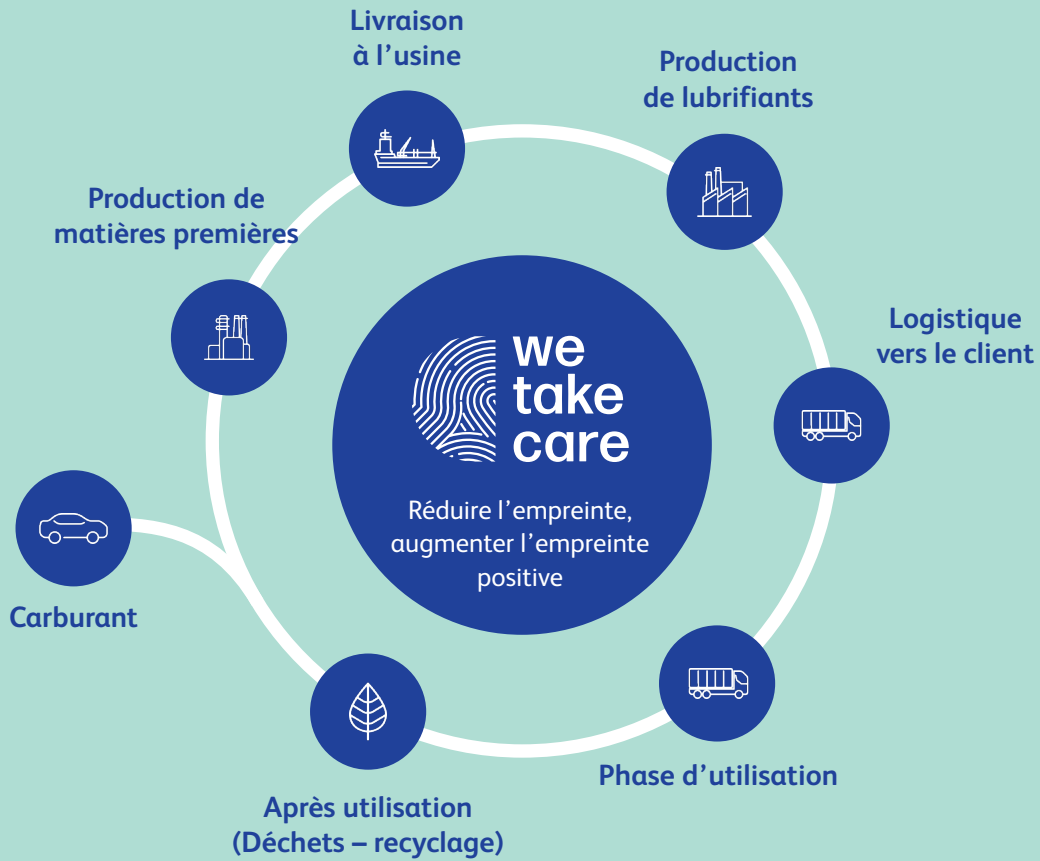 Livraison
à l’usine
Production
de lubrifiants
Production de
matières premières
Logistique
vers le client
we
take
care
Réduire l’empreinte,
augmenter l’empreinte
positive
Carburant
Phase d’utilisation
Après utilisation
(Déchets – recyclage)